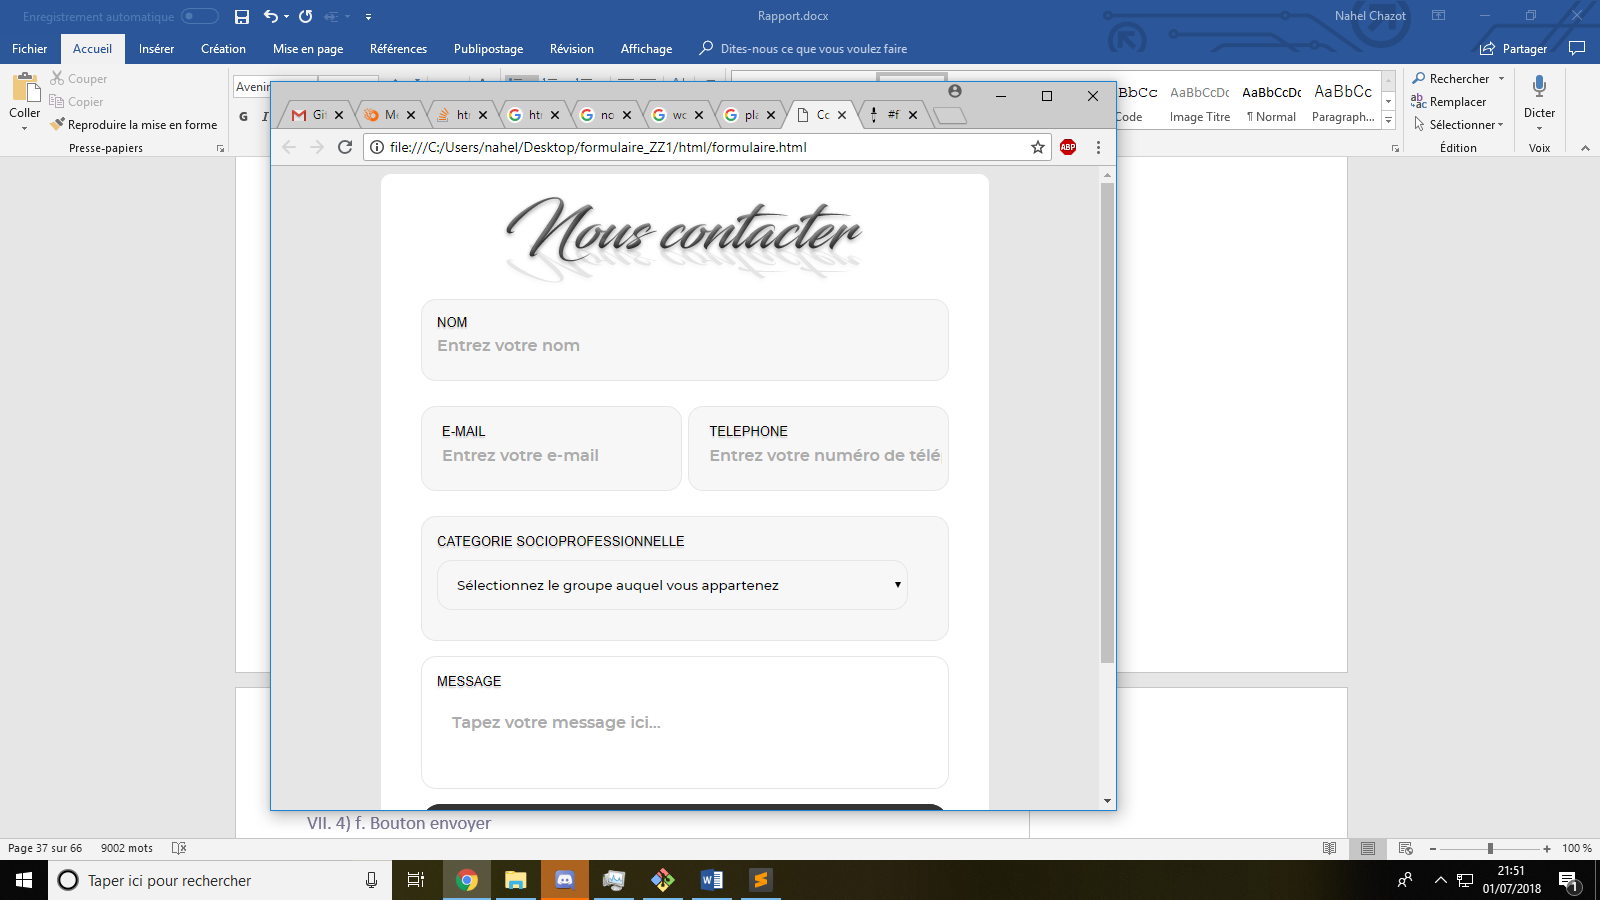 Enregistrement automatique
Rapport.docx
Nahel Chazot
Fichier
Accueil
Insérer
Création
Mise en page
Références
Publipostage
Révision
Affichage
Dites-nous ce que vous voulez faire
Partager
Coller
Couper
Copier
Reproduire la mise en forme
Presse-papiers
G I
AaBbCcDc
AaBbCcDc
AaBbCc
Code
Image Titre
¶ Normal
Paragraph...
Rechercher
Remplacer
Sélectionner
Édition
Dicter
Voix
file:///C:/Users/nahel/Desktop/formulaire_ZZ1/html/formulaire.html
ABP
Nous contacter
NOM
Entrez votre nom
E-MAIL
Entrez votre e-mail
TELEPHONE
Entrez votre numéro de télé
CATEGORIE SOCIOPROFESSIONNELLE
Sélectionnez le groupe auquel vous appartenez
MESSAGE
Tapez votre message ici...
VII. 4) f. Bouton envoyer
Page 37 sur 66
9002 mots
100 %
Taper ici pour rechercher
21:51
01/07/2018
1